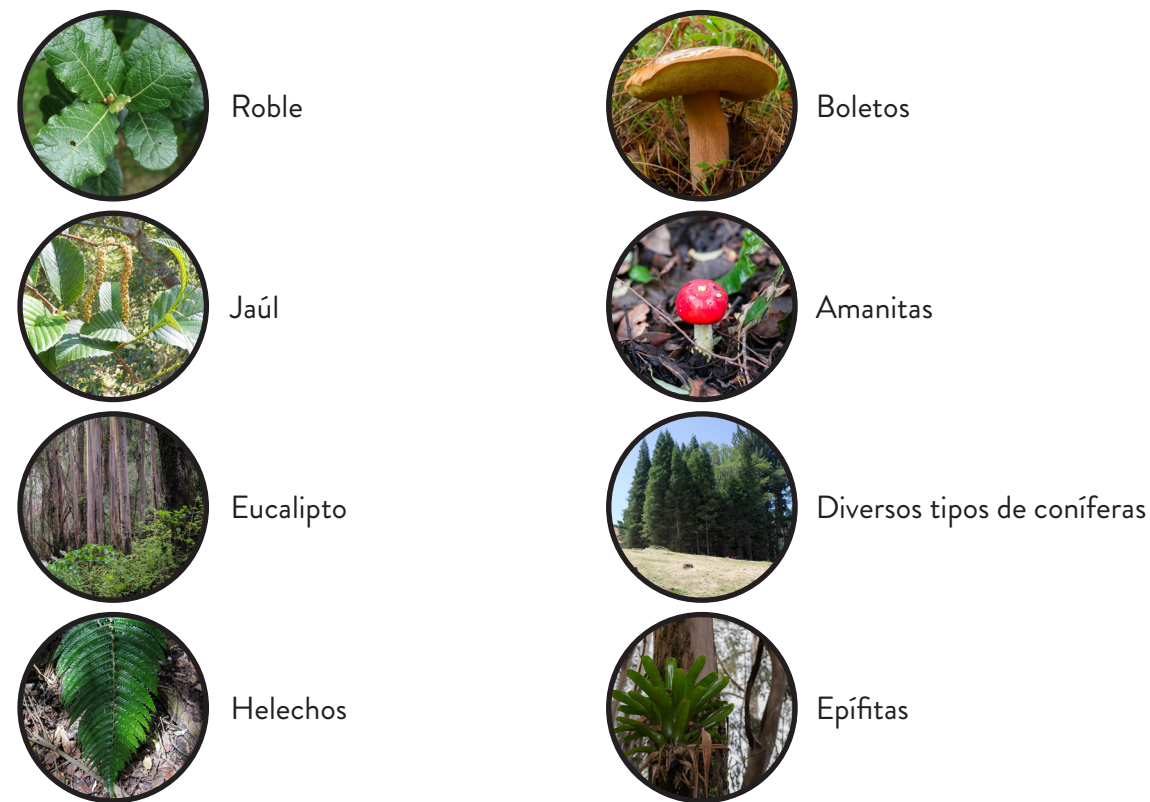 Roble
Boletos
Jaúl
Amanitas
Eucalipto
Diversos tipos de coníferas
Helechos
Epífitas